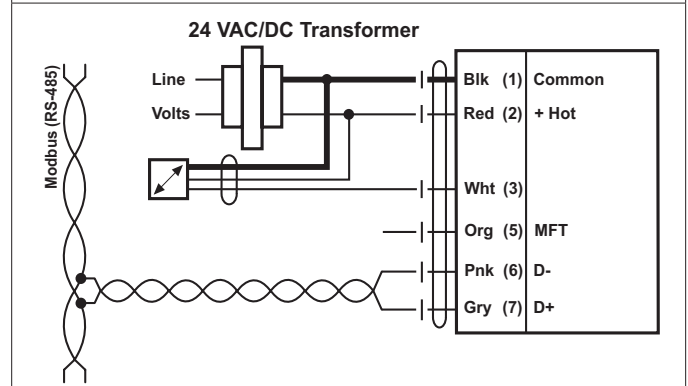 24 VAC/DC Transformer
Line
Volts
Modbus (RS-485)
Blk (1) Common
Red (2) + Hot
Wht (3)
Org (5) MFT
Pnk (6) D-
Gry (7) D+